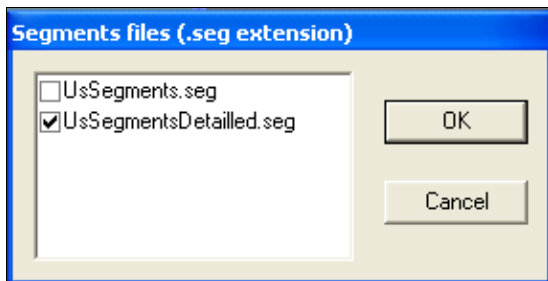 Segments files (.seg extension)
UsSegments.seg
UsSegmentsDetailled.seg
OK
Cancel